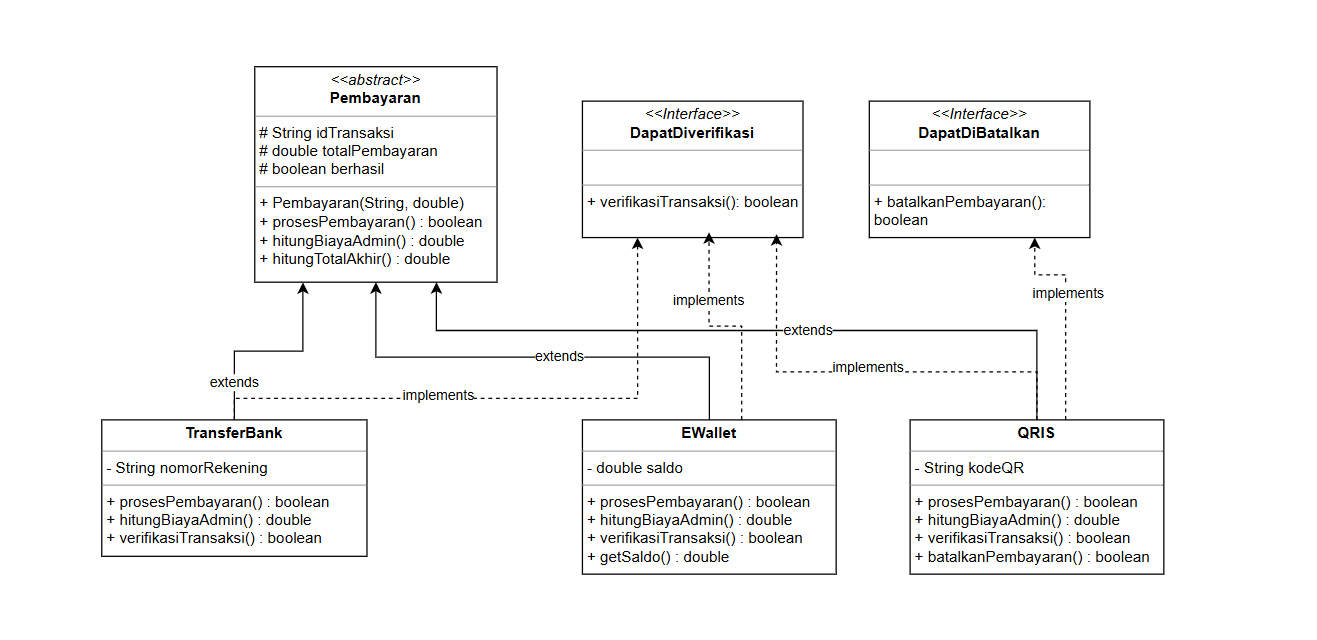 <<abstract>>
Pembayaran
# String idTransaksi
# double totalPembayaran
# boolean berhasil
+ Pembayaran(String, double)
+ prosesPembayaran() : boolean
+ hitungBiayaAdmin() : double
+ hitungTotalAkhir() : double
<<Interface>>
DapatDiverifikasi
+ verifikasiTransaksi(): boolean
<<Interface>>
DapatDiBatalkan
+ batalkanPembayaran():
boolean
implements
implements
extends
extends
implements
extends
implements
TransferBank
- String nomorRekening
+ prosesPembayaran() : boolean
+ hitungBiayaAdmin() : double
+ verifikasiTransaksi() : boolean
EWallet
- double saldo
+ prosesPembayaran() : boolean
+ hitungBiayaAdmin() : double
+ verifikasiTransaksi() : boolean
+ getSaldo() : double
QRIS
- String kodeQR
+ prosesPembayaran() : boolean
+ hitungBiayaAdmin() : double
+ verifikasiTransaksi() : boolean
+ batalkanPembayaran() : boolean